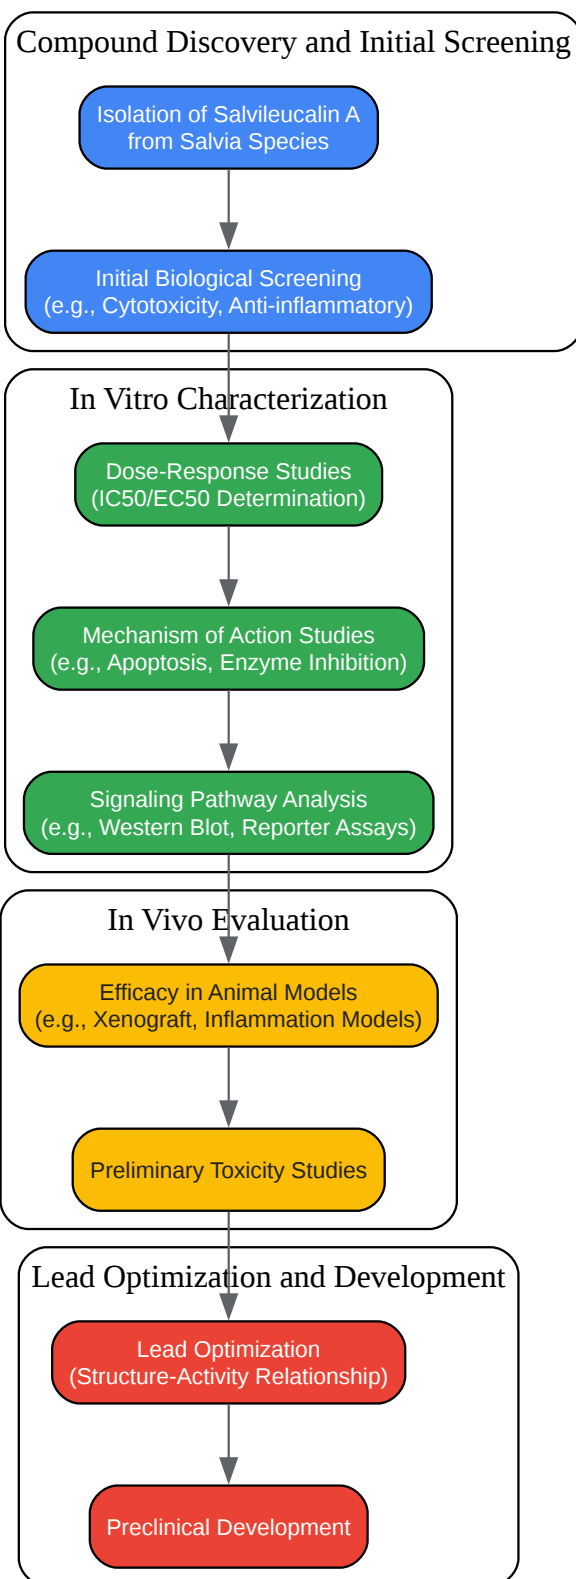 Compound Discovery and Initial Screening
Isolation of Salvileucalin A
from Salvia Species
Initial Biological Screening
(e.g., Cytotoxicity, Anti-inflammatory)
In Vitro Characterization
Dose-Response Studies
(IC50/EC50 Determination)
Mechanism of Action Studies
(e.g., Apoptosis, Enzyme Inhibition)
Signaling Pathway Analysis
(e.g., Western Blot, Reporter Assays)
In Vivo Evaluation
Efficacy in Animal Models
(e.g., Xenograft, Inflammation Models)
Preliminary Toxicity Studies
Lead Optimization and Development
Lead Optimization
(Structure-Activity Relationship)
Preclinical Development